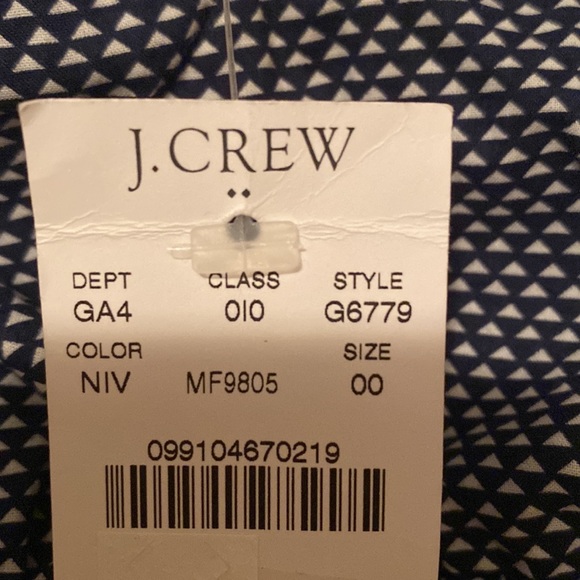 J.CREW
DEPT CLASS STYLE
GA4 010 G6779
COLOR SIZE
NIV MF9805 00
099104670219